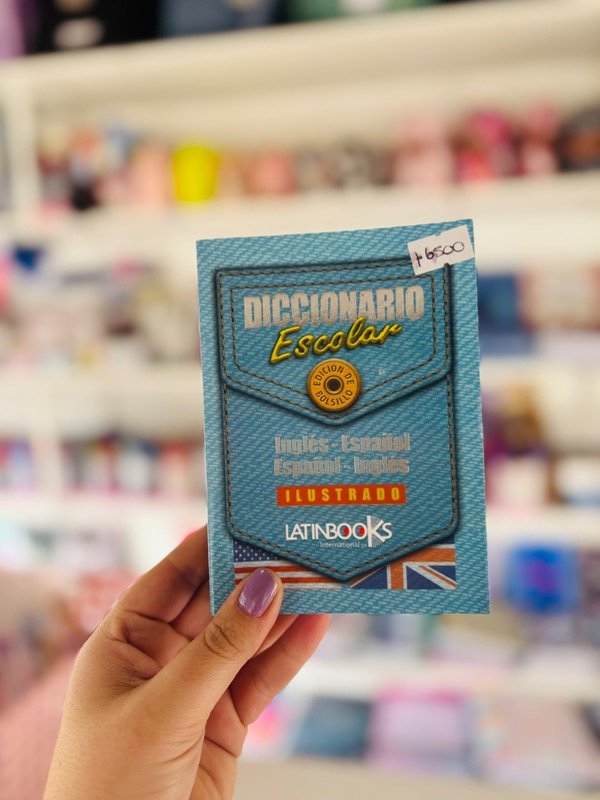 $6500
DICCIONARIO
Escolar
EDICIÓN DE
BOLSILLO
Inglés - Español
Español - Inglés
ILUSTRADO
LATINBOOKS
International